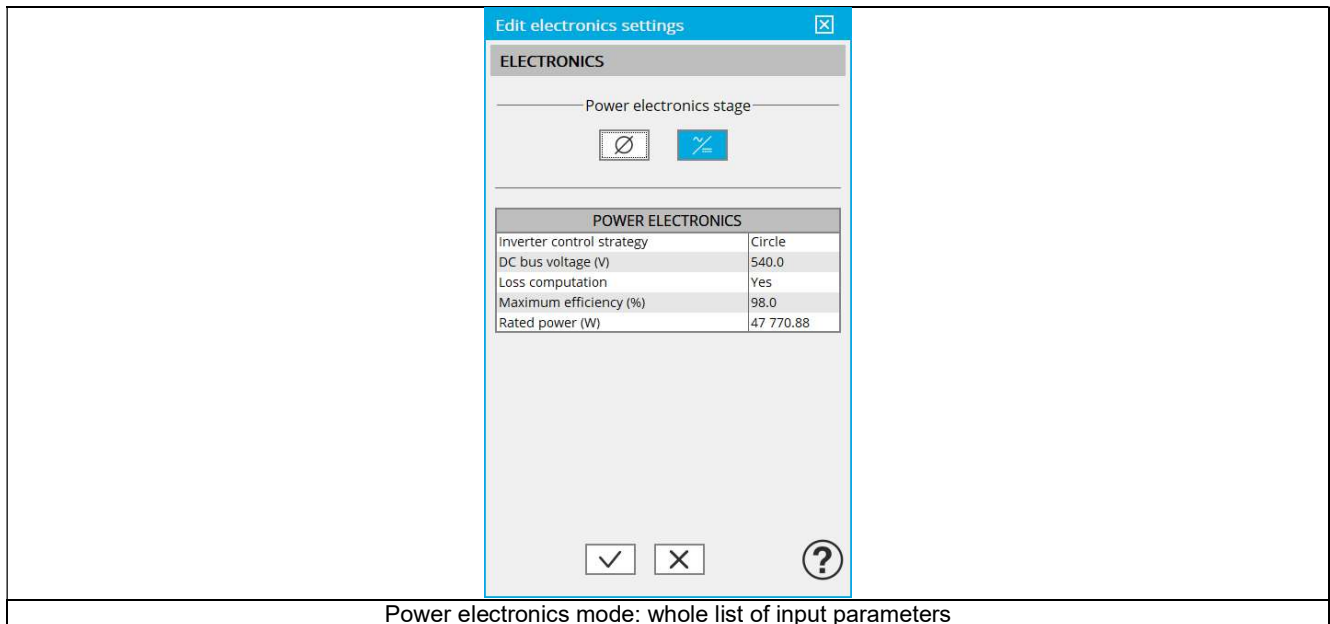 Edit electronics settings
ELECTRONICS
Power electronics stage
POWER ELECTRONICS
Inverter control strategy Circle
DC bus voltage (V) 540.0
Loss computation Yes
Maximum efficiency (%) 98.0
Rated power (W) 47 770.88
?
Power electronics mode: whole list of input parameters